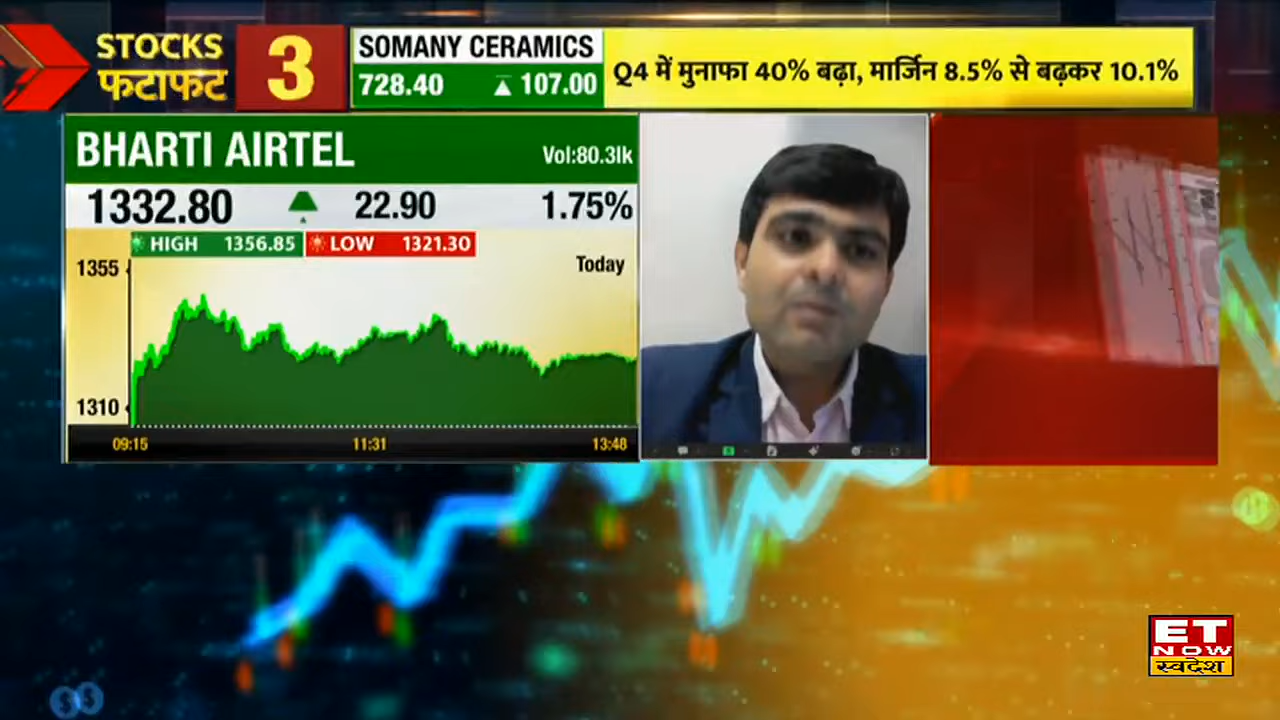 STOCKS
फटाफट
3
SOMANY CERAMICS
728.40 107.00
Q4 में मुनाफा 40% बढ़ा, मार्जिन 8.5% से बढ़कर 10.1%
BHARTI AIRTEL
Vol:80.3lk
1332.80 22.90 1.75%
HIGH 1356.85 LOW 1321.30
Today
1355
1310
09:15 11:31 13:48
ET
NOW
स्वदेश